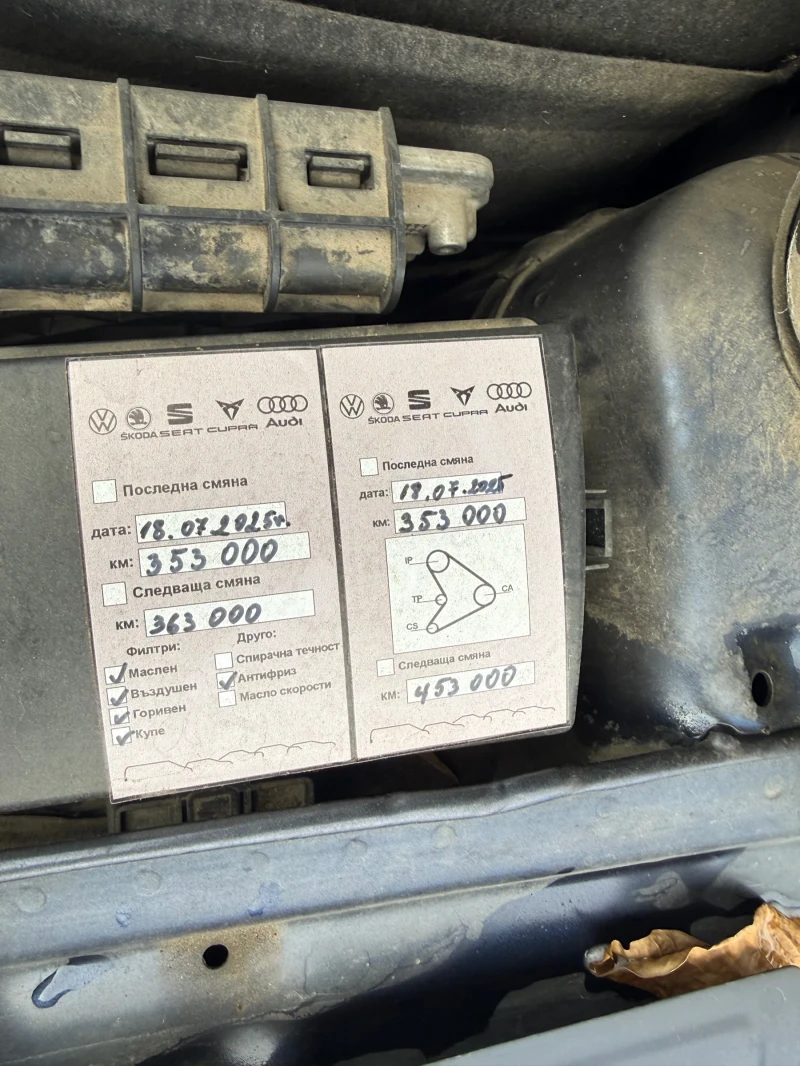 ŠKODA SEAT CUPRA Audi
Последна смяна
дата: 18.07.2025г.
км: 353 000
Следваща смяна
км: 363 000
Филтри:
Маслен
Въздушен
Горивен
Купе
Друго:
Спирачна течност
Антифриз
Масло скорости
ŠKODA SEAT CUPRA Audi
Последна смяна
дата: 18.07.2025
км: 353 000
IP
TP
CA
CS
Следваща смяна
км: 453 000